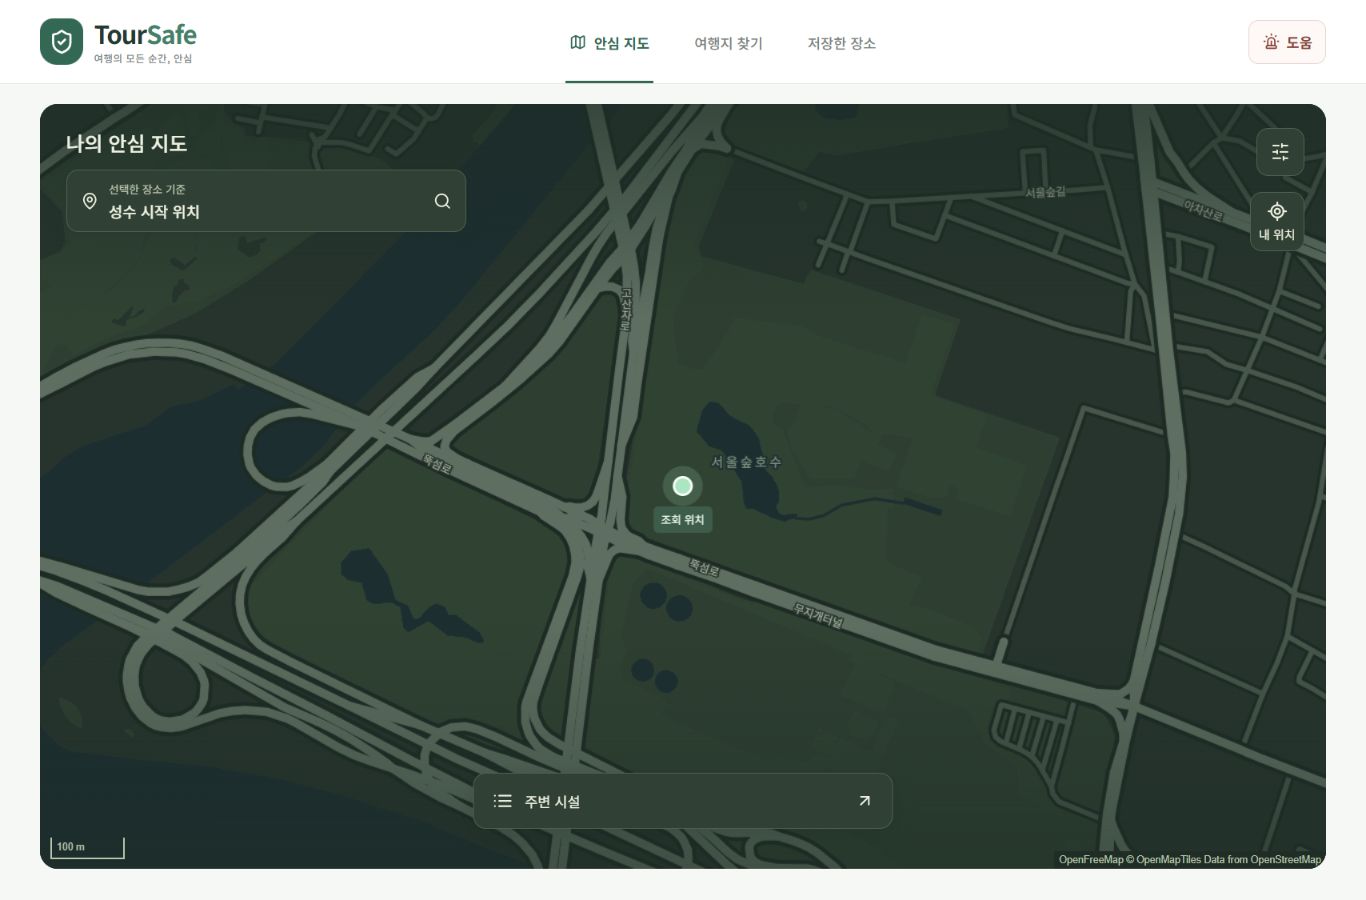 TourSafe
여행의 모든 순간, 안심
안심 지도
여행지 찾기
저장한 장소
도움
나의 안심 지도
선택한 장소 기준
성수 시작 위치
내 위치
서울숲길
아차산로
고산자로
뚝섬로
서울숲호수
조회 위치
뚝섬로
무지개터널
주변 시설
100 m
OpenFreeMap © OpenMapTiles Data from OpenStreetMap